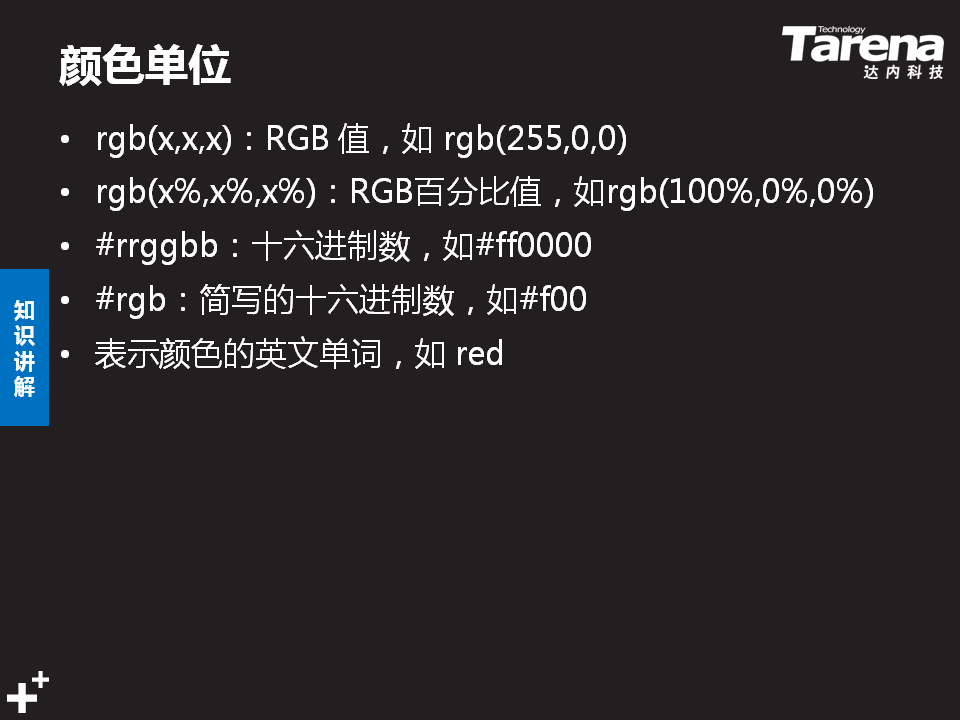 颜色单位
Technology
Tarena
达内科技
• rgb(x,x,x)：RGB 值，如 rgb(255,0,0)
• rgb(x%,x%,x%)：RGB百分比值，如rgb(100%,0%,0%)
• #rrggbb：十六进制数，如#ff0000
• #rgb：简写的十六进制数，如#f00
• 表示颜色的英文单词，如 red
知识讲解